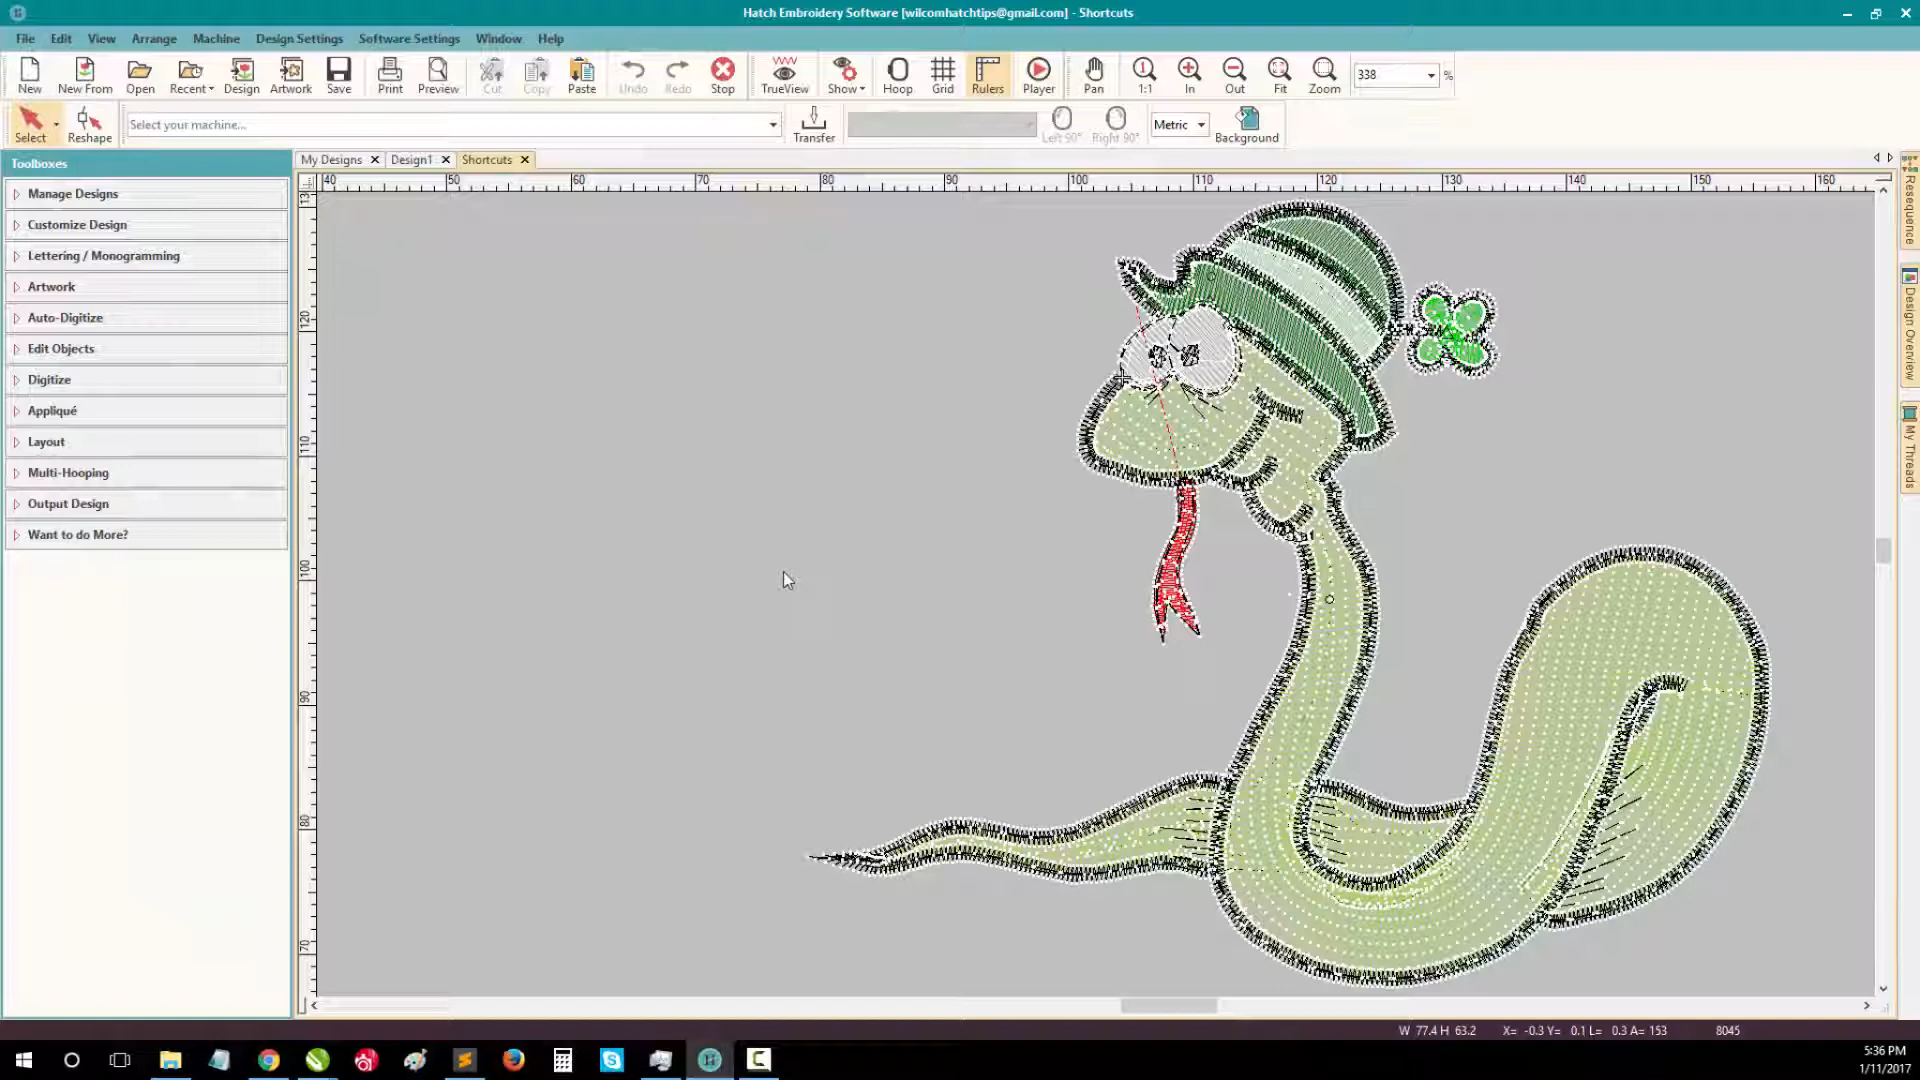 Hatch Embroidery Software [wilcomhatchtips@gmail.com] - Shortcuts
File Edit View Arrange Machine Design Settings Software Settings Window Help
New New From Open Recent Design Artwork Save Print Preview Cut Copy Paste Undo Redo Stop TrueView Show Hoop Grid Rulers Player Pan 1:1 In Out Fit Zoom 338 %
Select Reshape Select your machine... Transfer Left 90° Right 90° Metric Background
Toolboxes
My Designs Design1 Shortcuts
40 50 60 70 80 90 100 110 120 130 140 150 160
Manage Designs
Customize Design
Lettering / Monogramming
Artwork
Auto-Digitize
Edit Objects
Digitize
Appliqué
Layout
Multi-Hooping
Output Design
Want to do More?
13
120
110
100
90
80
70
Resequence
Design Overview
My Threads
W 77.4 H 63.2 X= -0.3 Y= 0.1 L= 0.3 A= 153 8045
5:36 PM
1/11/2017